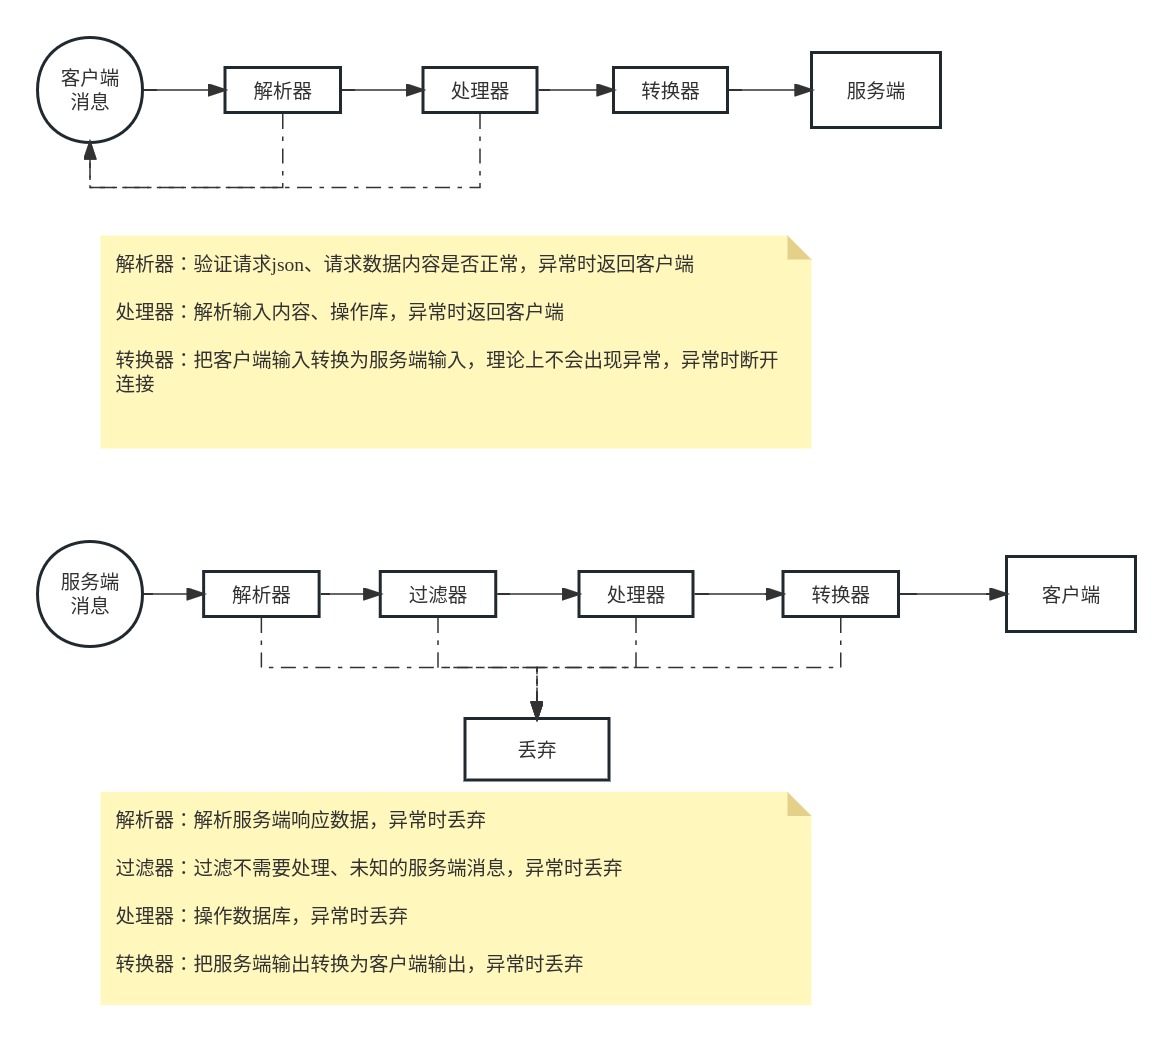 客户端
消息
解析器
处理器
转换器
服务端
解析器：验证请求json、请求数据内容是否正常，异常时返回客户端
处理器：解析输入内容、操作库，异常时返回客户端
转换器：把客户端输入转换为服务端输入，理论上不会出现异常，异常时断开
连接
服务端
消息
解析器
过滤器
处理器
转换器
客户端
丢弃
解析器：解析服务端响应数据，异常时丢弃
过滤器：过滤不需要处理、未知的服务端消息，异常时丢弃
处理器：操作数据库，异常时丢弃
转换器：把服务端输出转换为客户端输出，异常时丢弃